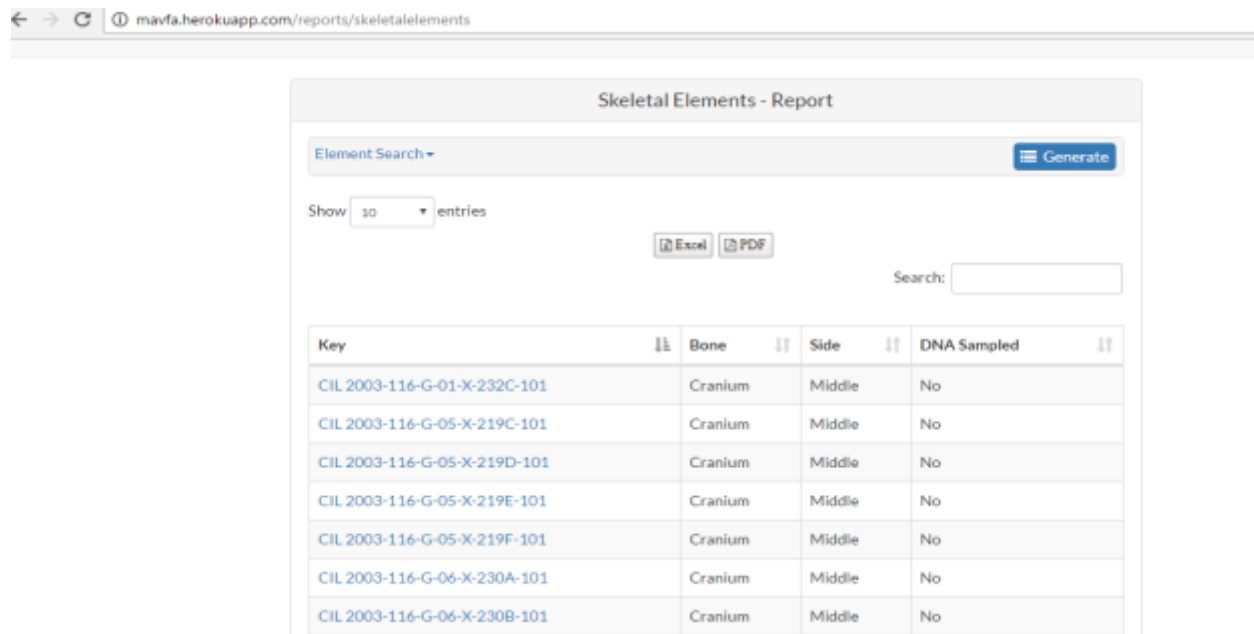 mavfa.herokuapp.com/reports/skeletalelements
Skeletal Elements - Report
Element Search
Generate
Show 10 entries
Excel PDF
Search:
Key Bone Side DNA Sampled
CIL 2003-116-G-01-X-232C-101 Cranium Middle No
CIL 2003-116-G-05-X-219C-101 Cranium Middle No
CIL 2003-116-G-05-X-219D-101 Cranium Middle No
CIL 2003-116-G-05-X-219E-101 Cranium Middle No
CIL 2003-116-G-05-X-219F-101 Cranium Middle No
CIL 2003-116-G-06-X-230A-101 Cranium Middle No
CIL 2003-116-G-06-X-230B-101 Cranium Middle No